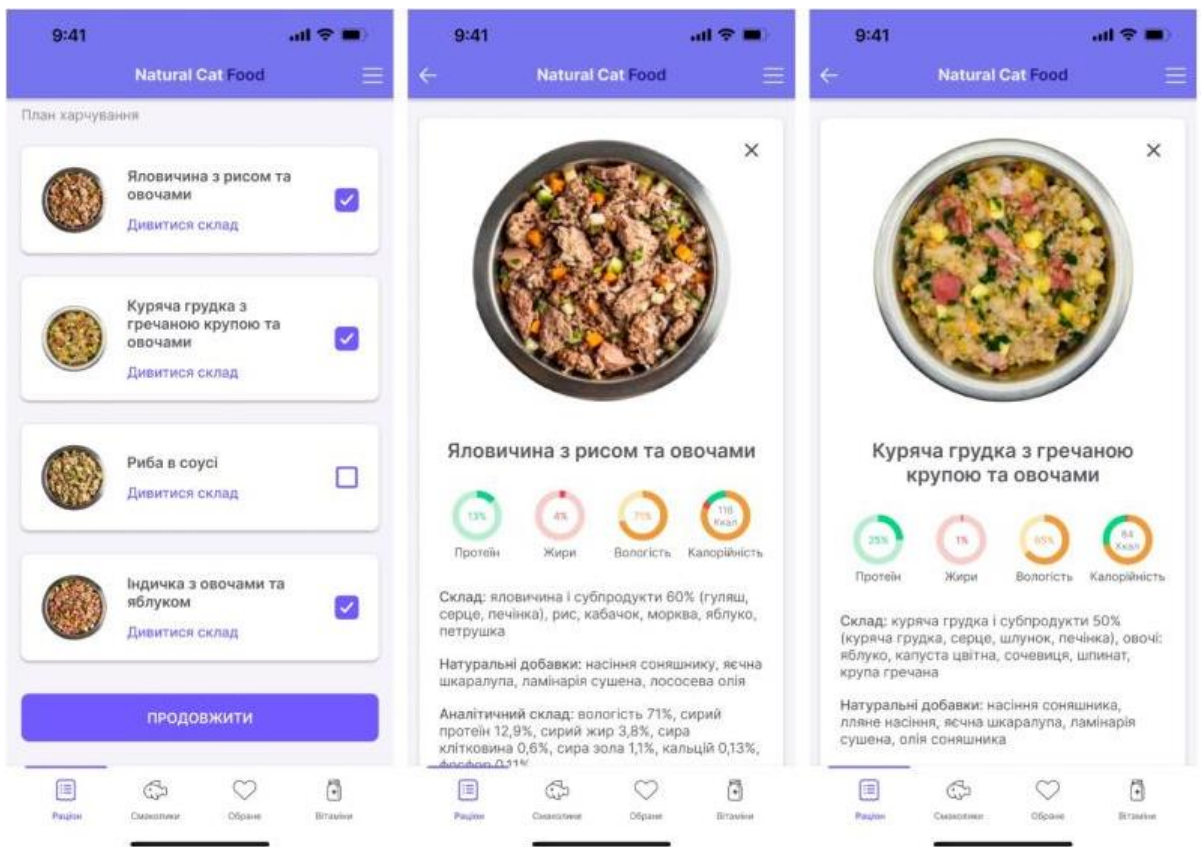 9:41
Natural Cat Food
План харчування
Яловичина з рисом та
овочами
Дивитися склад
Куряча грудка з
гречаною крупою та
овочами
Дивитися склад
Риба в соусі
Дивитися склад
Індичка з овочами та
яблуком
Дивитися склад
ПРОДОВЖИТИ
Раціон
Смаколики
Обране
Вітаміни
9:41
Natural Cat Food
Яловичина з рисом та овочами
13%
4%
71%
118
Ккал
Протеїн
Жири
Вологість
Калорійність
Склад: яловичина і субпродукти 60% (гуляш,
серце, печінка), рис, кабачок, морква, яблуко,
петрушка
Натуральні добавки: насіння соняшнику, яєчна
шкаралупа, ламінарія сушена, лососева олія
Аналітичний склад: вологість 71%, сирий
протеїн 12,9%, сирий жир 3,8%, сира
клітковина 0,6%, сира зола 1,1%, кальцій 0,13%,
фосфор 0,11%
Раціон
Смаколики
Обране
Вітаміни
9:41
Natural Cat Food
Куряча грудка з гречаною
крупою та овочами
25%
1%
65%
84
Ккал
Протеїн
Жири
Вологість
Калорійність
Склад: куряча грудка і субпродукти 50%
(куряча грудка, серце, шлунок, печінка), овочі:
яблуко, капуста цвітна, сочевиця, шпинат,
крупа гречана
Натуральні добавки: насіння соняшника,
лляне насіння, яєчна шкаралупа, ламінарія
сушена, олія соняшника
Раціон
Смаколики
Обране
Вітаміни